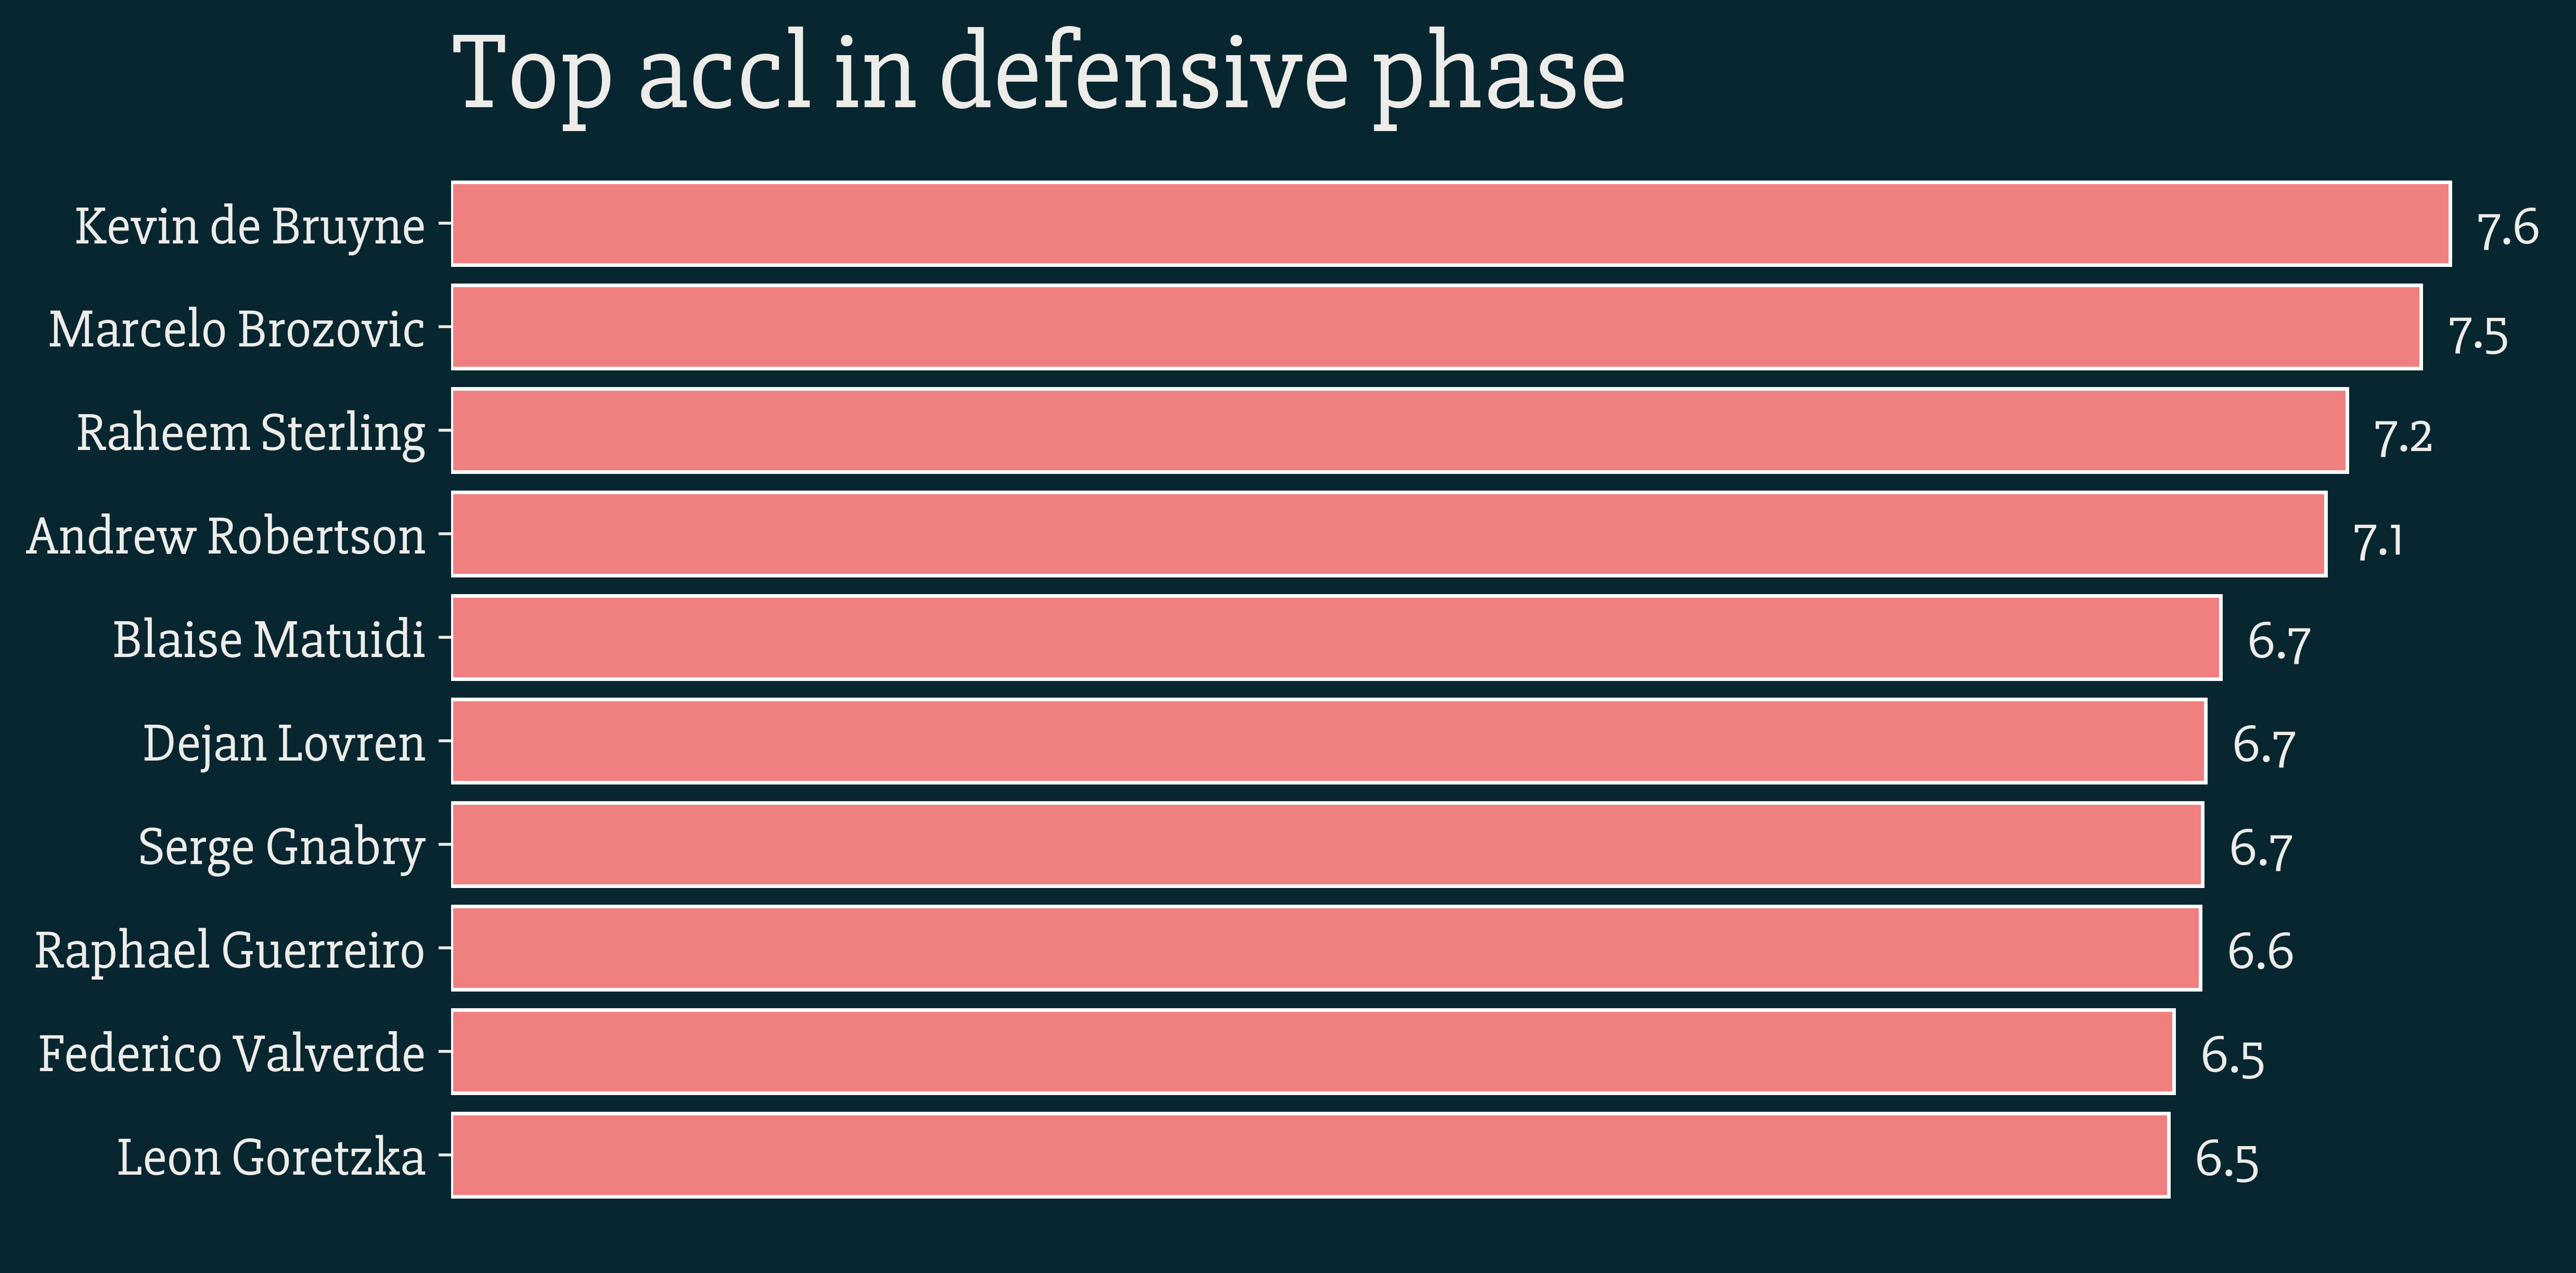 Top accl in defensive phase
Kevin de Bruyne 7.6
Marcelo Brozovic 7.5
Raheem Sterling 7.2
Andrew Robertson 7.1
Blaise Matuidi 6.7
Dejan Lovren 6.7
Serge Gnabry 6.7
Raphael Guerreiro 6.6
Federico Valverde 6.5
Leon Goretzka 6.5